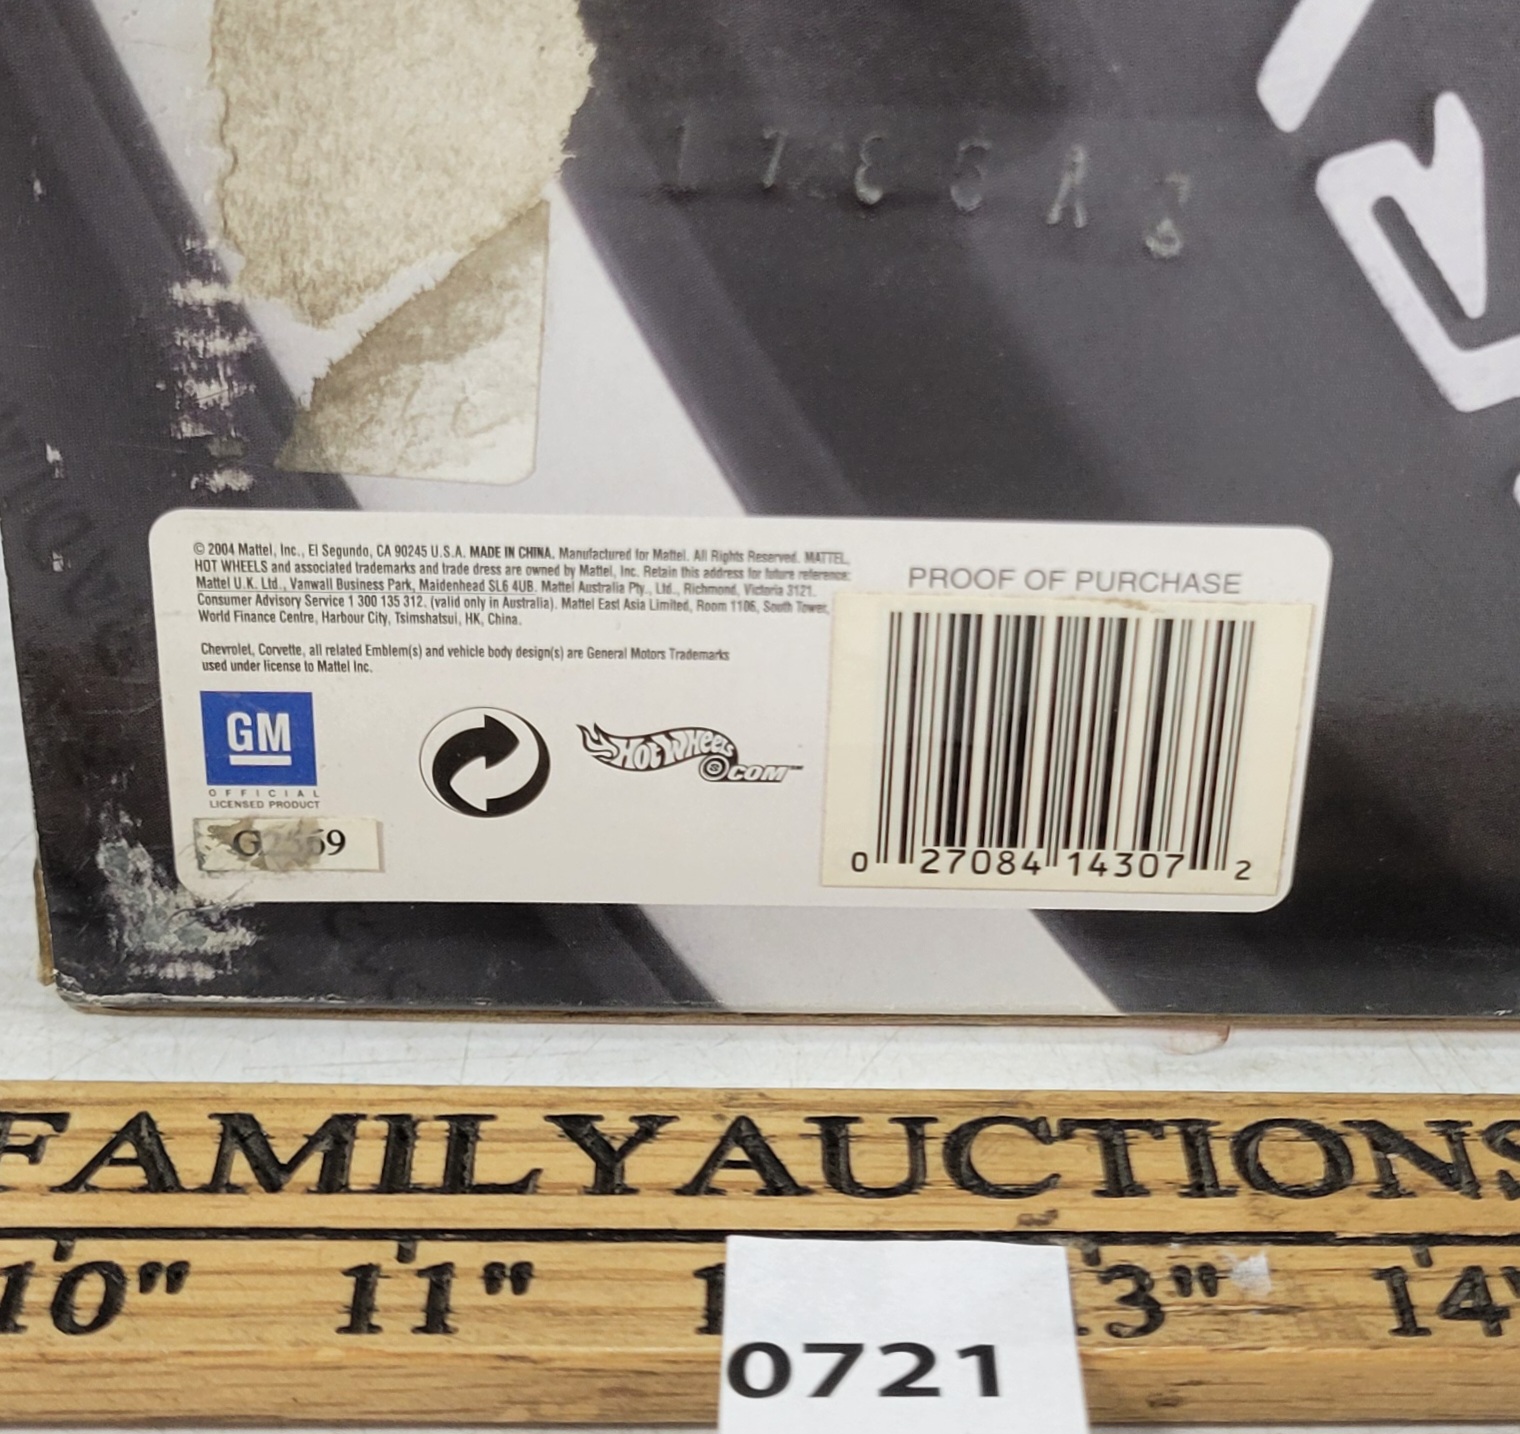 © 2004 Mattel, Inc., El Segundo, CA 90245 U.S.A. MADE IN CHINA. Manufactured for Mattel. All Rights Reserved. MATTEL,
HOT WHEELS and associated trademarks and trade dress are owned by Mattel, Inc. Retain this address for future reference:
Mattel U.K. Ltd., Vanwall Business Park, Maidenhead SL6 4UB. Mattel Australia Pty., Ltd., Richmond, Victoria 3121.
Consumer Advisory Service 1 300 135 312. (valid only in Australia). Mattel East Asia Limited, Room 1106, South Tower,
World Finance Centre, Harbour City, Tsimshatsui, HK, China.
Chevrolet, Corvette, all related Emblem(s) and vehicle body design(s) are General Motors Trademarks
used under license to Mattel Inc.
PROOF OF PURCHASE
GM
OFFICIAL
LICENSED PRODUCT
HOT WHEELS
.COM™
0 27084 14307 2
FAMILY AUCTIONS
10" 11" 14"
0721